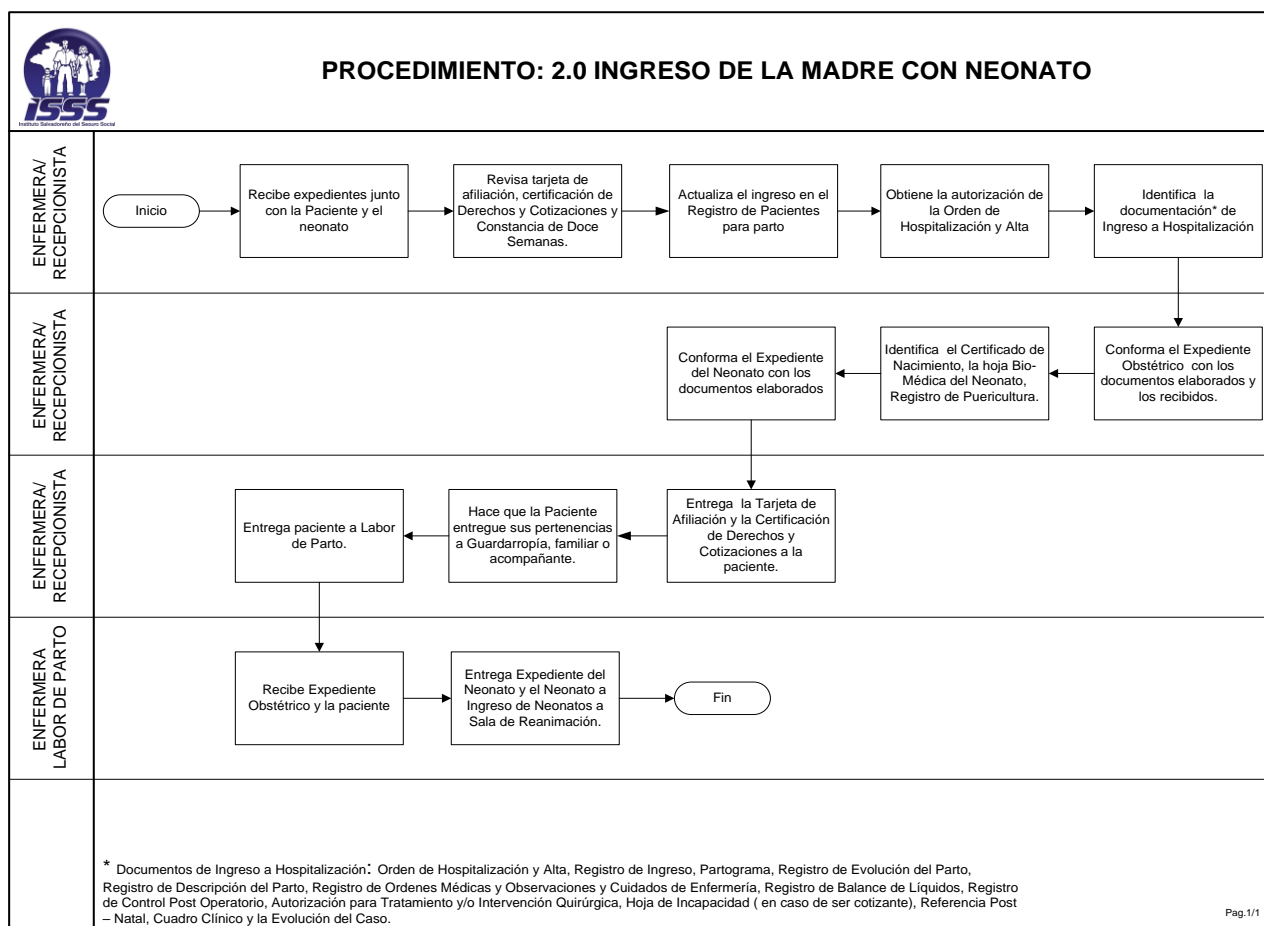 ISSS
Instituto Salvadoreño del Seguro Social
PROCEDIMIENTO: 2.0 INGRESO DE LA MADRE CON NEONATO
ENFERMERA/
RECEPCIONISTA
Inicio
Recibe expedientes junto
con la Paciente y el
neonato
Revisa tarjeta de
afiliación, certificación de
Derechos y Cotizaciones y
Constancia de Doce
Semanas.
Actualiza el ingreso en el
Registro de Pacientes
para parto
Obtiene la autorización de
la Orden de
Hospitalización y Alta
Identifica la
documentación* de
Ingreso a Hospitalización
ENFERMERA/
RECEPCIONISTA
Conforma el Expediente
Obstétrico con los
documentos elaborados y
los recibidos.
Identifica el Certificado de
Nacimiento, la hoja Bio-
Médica del Neonato,
Registro de Puericultura.
Conforma el Expediente
del Neonato con los
documentos elaborados
ENFERMERA/
RECEPCIONISTA
Entrega la Tarjeta de
Afiliación y la Certificación
de Derechos y
Cotizaciones a la
paciente.
Hace que la Paciente
entregue sus pertenencias
a Guardarropía, familiar o
acompañante.
Entrega paciente a Labor
de Parto.
ENFERMERA
LABOR DE PARTO
Recibe Expediente
Obstétrico y la paciente
Entrega Expediente del
Neonato y el Neonato a
Ingreso de Neonatos a
Sala de Reanimación.
Fin
* Documentos de Ingreso a Hospitalización: Orden de Hospitalización y Alta, Registro de Ingreso, Partograma, Registro de Evolución del Parto,
Registro de Descripción del Parto, Registro de Ordenes Médicas y Observaciones y Cuidados de Enfermería, Registro de Balance de Líquidos, Registro
de Control Post Operatorio, Autorización para Tratamiento y/o Intervención Quirúrgica, Hoja de Incapacidad ( en caso de ser cotizante), Referencia Post
– Natal, Cuadro Clínico y la Evolución del Caso.
Pag.1/1